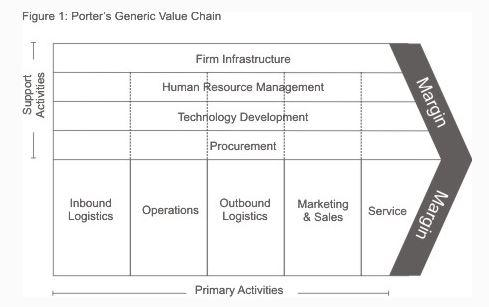 Figure 1: Porter's Generic Value Chain
Support
Activities
Firm Infrastructure
Human Resource Management
Technology Development
Procurement
Margin
Inbound
Logistics
Operations
Outbound
Logistics
Marketing
& Sales
Service
Margin
Primary Activities